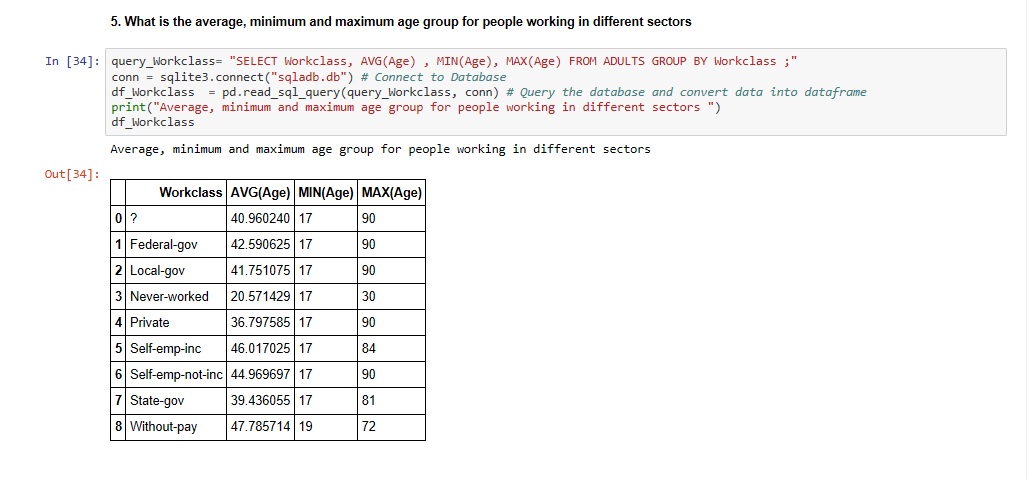 5. What is the average, minimum and maximum age group for people working in different sectors
In [34]: query_Workclass= "SELECT Workclass, AVG(Age) , MIN(Age), MAX(Age) FROM ADULTS GROUP BY Workclass ;"
conn = sqlite3.connect("sqladb.db") # Connect to Database
df_Workclass  = pd.read_sql_query(query_Workclass, conn) # Query the database and convert data into dataframe
print("Average, minimum and maximum age group for people working in different sectors ")
df_Workclass
Average, minimum and maximum age group for people working in different sectors
Out[34]:
Workclass AVG(Age) MIN(Age) MAX(Age)
0 ? 40.960240 17 90
1 Federal-gov 42.590625 17 90
2 Local-gov 41.751075 17 90
3 Never-worked 20.571429 17 30
4 Private 36.797585 17 90
5 Self-emp-inc 46.017025 17 84
6 Self-emp-not-inc 44.969697 17 90
7 State-gov 39.436055 17 81
8 Without-pay 47.785714 19 72